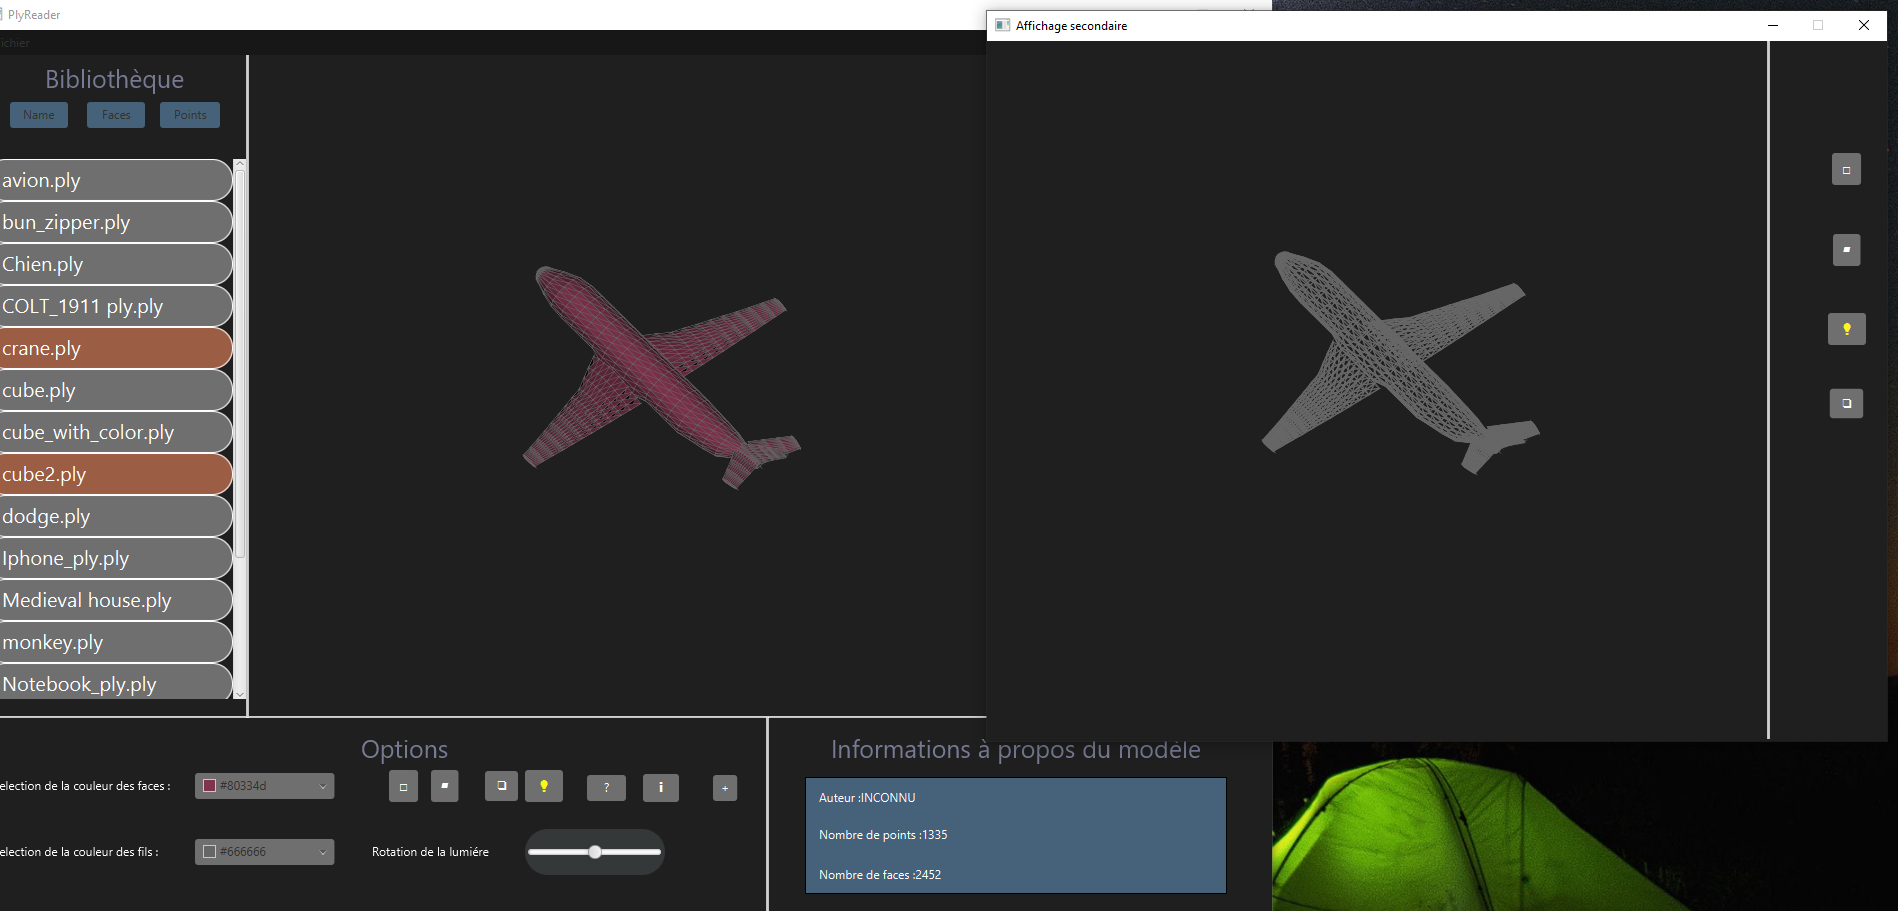 PlyReader
Affichage secondaire
ichier
Bibliothèque
Name Faces Points
avion.ply
bun_zipper.ply
Chien.ply
COLT_1911 ply.ply
crane.ply
cube.ply
cube_with_color.ply
cube2.ply
dodge.ply
Iphone_ply.ply
Medieval house.ply
monkey.ply
Notebook_ply.ply
Options
election de la couleur des faces :
#80334d
? i +
election de la couleur des fils :
#666666
Rotation de la lumiére
Informations à propos du modèle
Auteur :INCONNU
Nombre de points :1335
Nombre de faces :2452